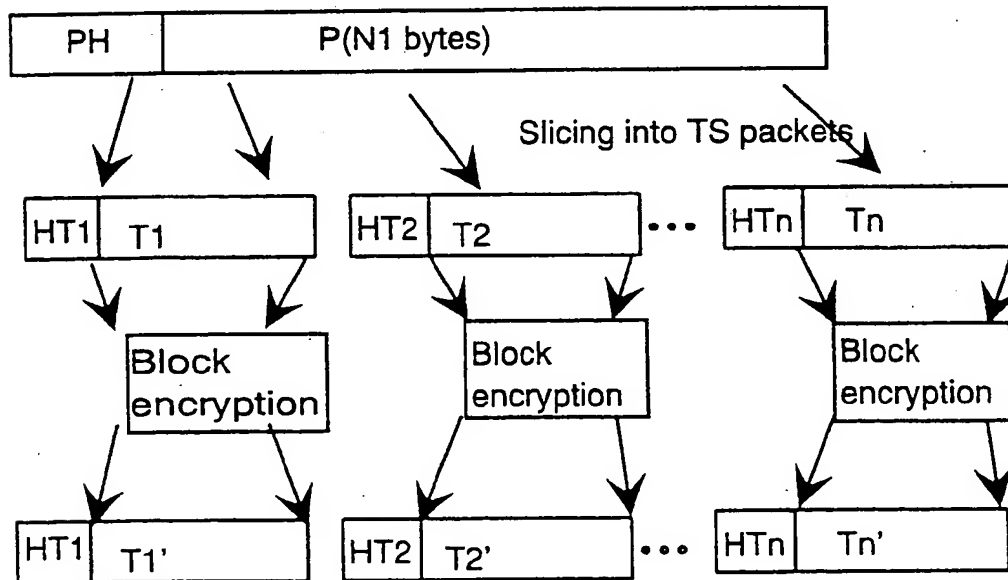 PH P(N1 bytes)
Slicing into TS packets
HT1 T1 HT2 T2 ... HTn Tn
Block encryption
Block encryption
Block encryption
HT1 T1' HT2 T2' ... HTn Tn'